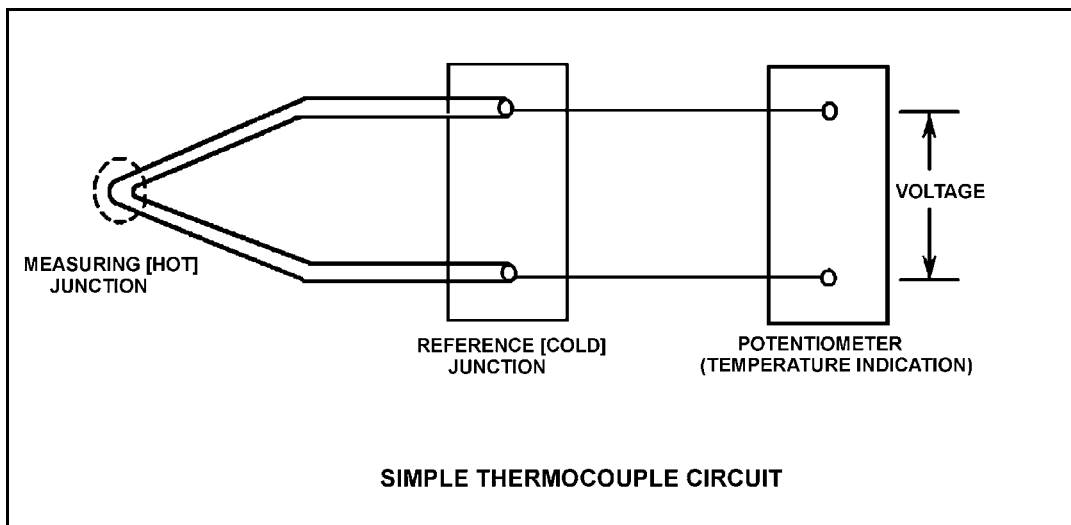 MEASURING [HOT]
JUNCTION
REFERENCE [COLD]
JUNCTION
VOLTAGE
POTENTIOMETER
(TEMPERATURE INDICATION)
SIMPLE THERMOCOUPLE CIRCUIT